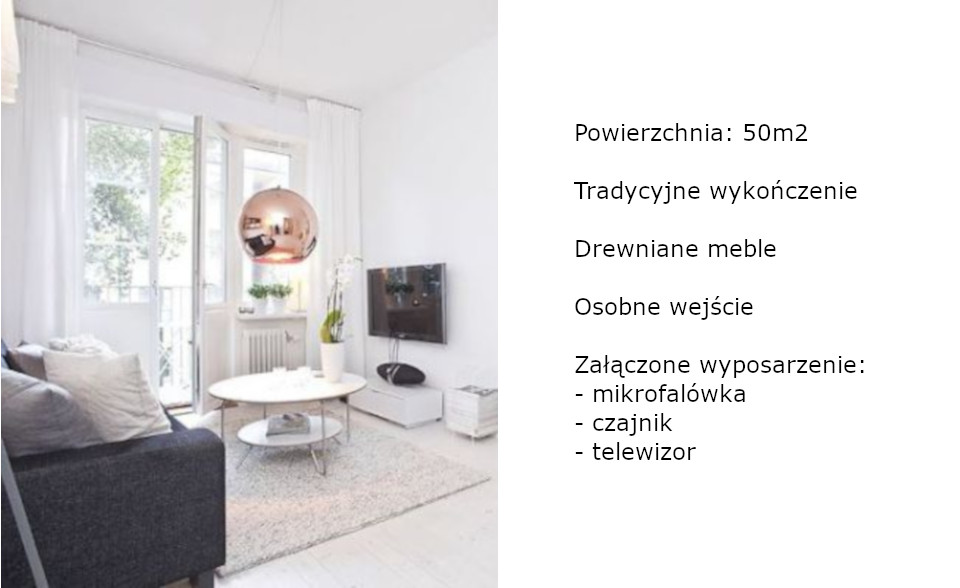 Powierzchnia: 50m2
Tradycyjne wykończenie
Drewniane meble
Osobne wejście
Załączone wyposarzenie:
- mikrofalówka
- czajnik
- telewizor